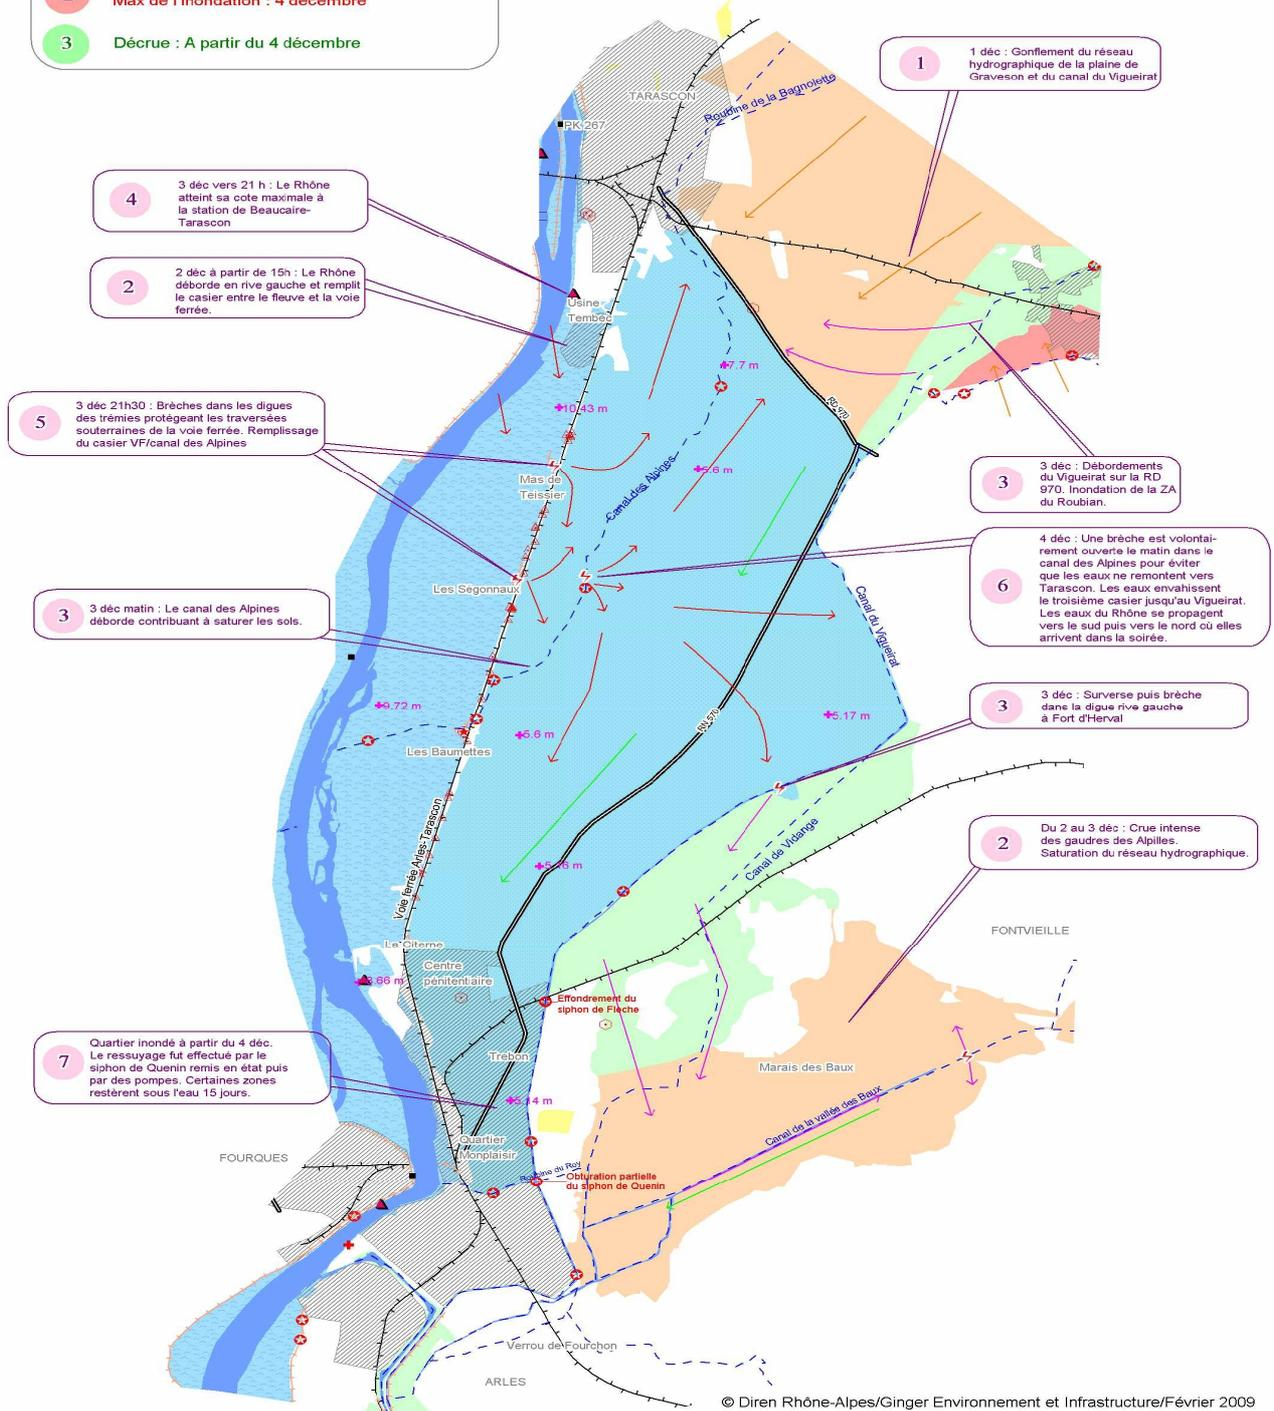 Max de l'inondation : 4 décembre
3
Décrue : A partir du 4 décembre
1
1 déc : Gonflement du réseau
hydrographique de la plaine de
Graveson et du canal du Vigueirat
TARASCON
Roubine de la Bagnolette
PK 267
4
3 déc vers 21 h : Le Rhône
atteint sa cote maximale à
la station de Beaucaire-
Tarascon
2
2 déc à partir de 15h : Le Rhône
déborde en rive gauche et remplit
le casier entre le fleuve et la voie
ferrée.
Usine
Tembec
7.7 m
10.43 m
RD 970
5
3 déc 21h30 : Brèches dans les digues
des trémies protégeant les traversées
souterraines de la voie ferrée. Remplissage
du casier VF/canal des Alpines
Mas de
Teissier
Canal des Alpines
5.6 m
3
3 déc : Débordements
du Vigueirat sur la RD
970. Inondation de la ZA
du Roubian.
6
4 déc : Une brèche est volontai-
rement ouverte le matin dans le
canal des Alpines pour éviter
que les eaux ne remontent vers
Tarascon. Les eaux envahissent
le troisième casier jusqu'au Vigueirat.
Les eaux du Rhône se propagent
vers le sud puis vers le nord où elles
arrivent dans la soirée.
Les Ségonnaux
3
3 déc matin : Le canal des Alpines
déborde contribuant à saturer les sols.
Canal du Vigueirat
9.72 m
5.6 m
RN 570
5.17 m
3
3 déc : Surverse puis brèche
dans la digue rive gauche
à Fort d'Herval
Les Baumettes
Voie ferrée Arles-Tarascon
Canal de Vidange
2
Du 2 au 3 déc : Crue intense
des gaudres des Alpilles.
Saturation du réseau hydrographique.
FONTVIEILLE
La Citerne
Centre
pénitentiaire
.66 m
Effondrement du
siphon de Flèche
7
Quartier inondé à partir du 4 déc.
Le ressuyage fut effectué par le
siphon de Quenin remis en état puis
par des pompes. Certaines zones
restèrent sous l'eau 15 jours.
Trebon
Marais des Baux
5.14 m
Canal de la vallée des Baux
Quartier
Monplaisir
FOURQUES
Roubine du Roy
Obturation partielle
du siphon de Quenin
Verrou de Fourchon
ARLES
© Diren Rhône-Alpes/Ginger Environnement et Infrastructure/Février 2009